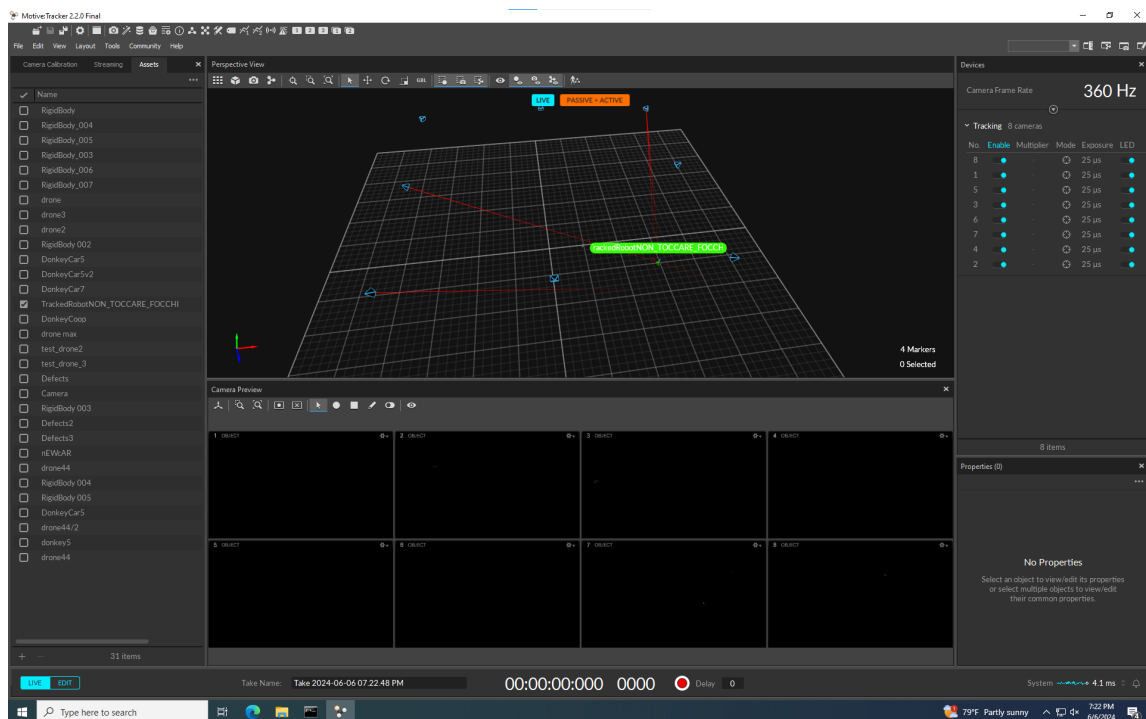 Motive:Tracker 2.2.0 Final
File Edit View Layout Tools Community Help
Camera Calibration Streaming Assets
Name
RigidBody
RigidBody_004
RigidBody_005
RigidBody_003
RigidBody_006
RigidBody_007
drone
drone3
drone2
RigidBody 002
DonkeyCar5
DonkeyCar5v2
DonkeyCar7
TrackedRobotNON_TOCCARE_FOCCHI
DonkeyCoop
drone max
test_drone2
test_drone_3
Defects
Camera
RigidBody 003
Defects2
Defects3
nEWcAR
drone44
RigidBody 004
RigidBody 005
DonkeyCar5
drone44/2
donkey5
drone44
31 items
Perspective View
LIVE PASSIVE + ACTIVE
rackedRobotNON_TOCCARE_FOCCH
4 Markers
0 Selected
Camera Preview
1 OBJECT
2 OBJECT
3 OBJECT
4 OBJECT
5 OBJECT
6 OBJECT
7 OBJECT
8 OBJECT
Devices
Camera Frame Rate 360 Hz
Tracking 8 cameras
No. Enable Multiplier Mode Exposure LED
8 25 µs
1 25 µs
5 25 µs
3 25 µs
6 25 µs
7 25 µs
4 25 µs
2 25 µs
8 items
Properties (0)
No Properties
Select an object to view/edit its properties
or select multiple objects to view/edit
their common properties.
LIVE EDIT
Take Name: Take 2024-06-06 07.22.48 PM
00:00:00:000 0000 Delay 0
System 4.1 ms
Type here to search
79°F Partly sunny
7:22 PM
6/6/2024